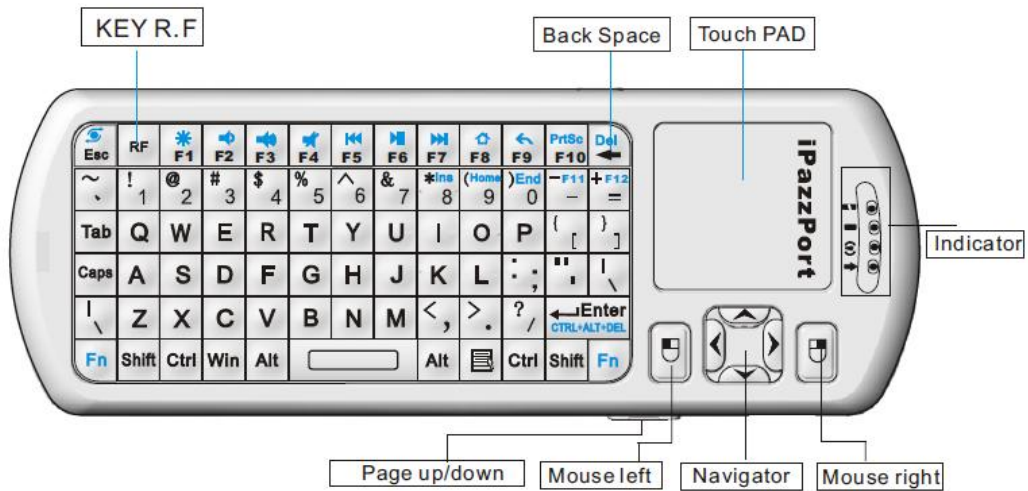 KEY R.F
Back Space
Touch PAD
Esc RF F1 F2 F3 F4 F5 F6 F7 F8 F9 PrtSc F10 Del
~ ` ! 1 @ 2 # 3 $ 4 % 5 ^ 6 & 7 * Ins 8 ( Home 9 ) End 0 – F11 – + F12 =
Tab Q W E R T Y U I O P { [ } ]
Caps A S D F G H J K L : ; " ' | \
| \ Z X C V B N M < , > . ? / Enter
CTRL+ALT+DEL
Fn Shift Ctrl Win Alt Alt Ctrl Shift Fn
iPazzPort
Indicator
Page up/down
Mouse left
Navigator
Mouse right